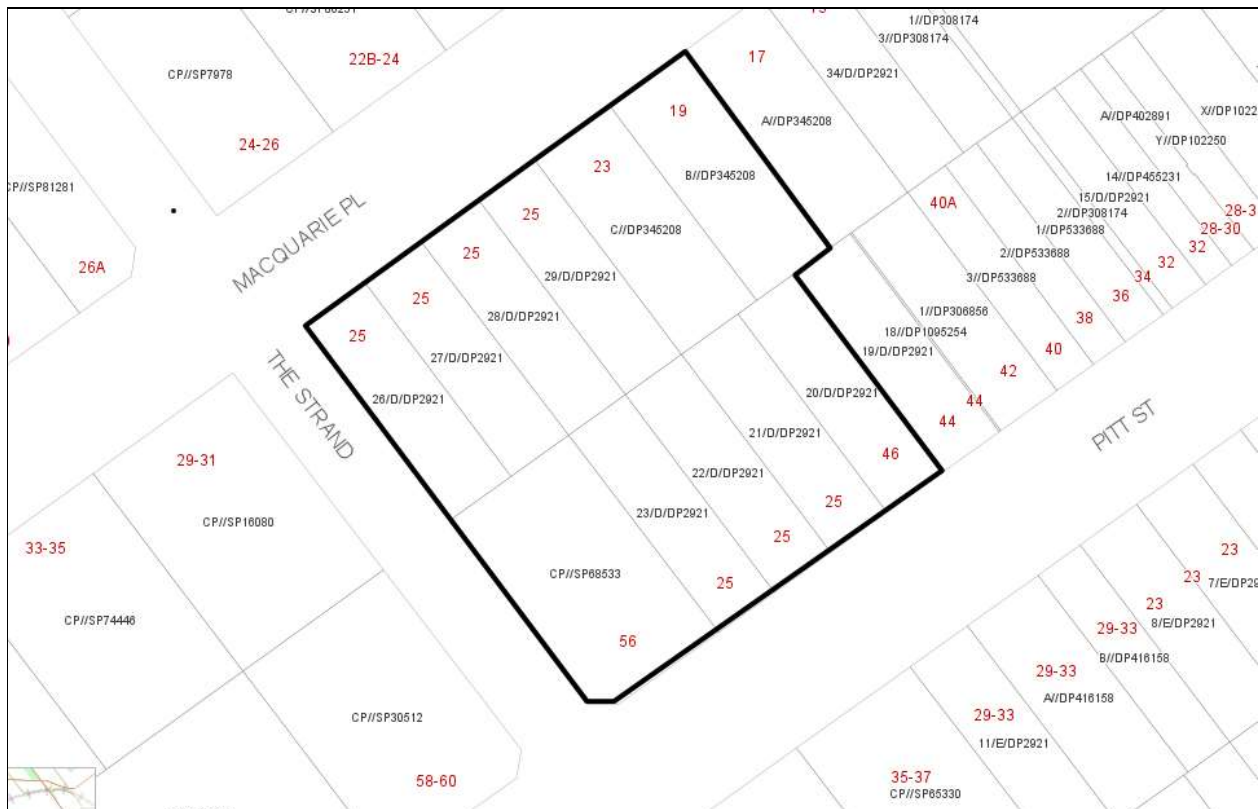 1//DP308174
3//DP308174
17
34/D/DP2921
22B-24
CP//SP7978
19
A//DP345208
A//DP402891
Y//DP102250
24-26
23
B//DP345208
14//DP455231
15/D/DP2921
2//DP308174
1//DP533688
2//DP533688
3//DP533688
CP//SP81281
MACQUARIE PL
25
C//DP345208
40A
28-30
32
32
34
36
38
40
42
44
44
26A
25
29/D/DP2921
25
28/D/DP2921
1//DP306856
18//DP1095254
19/D/DP2921
25
27/D/DP2921
26/D/DP2921
THE STRAND
20/D/DP2921
21/D/DP2921
22/D/DP2921
23/D/DP2921
46
25
25
25
PITT ST
29-31
CP//SP16080
33-35
CP//SP74446
CP//SP68533
56
CP//SP30512
58-60
23
23
8/E/DP2921
23
29-33
B//DP416158
29-33
A//DP416158
29-33
11/E/DP2921
35-37
CP//SP65330